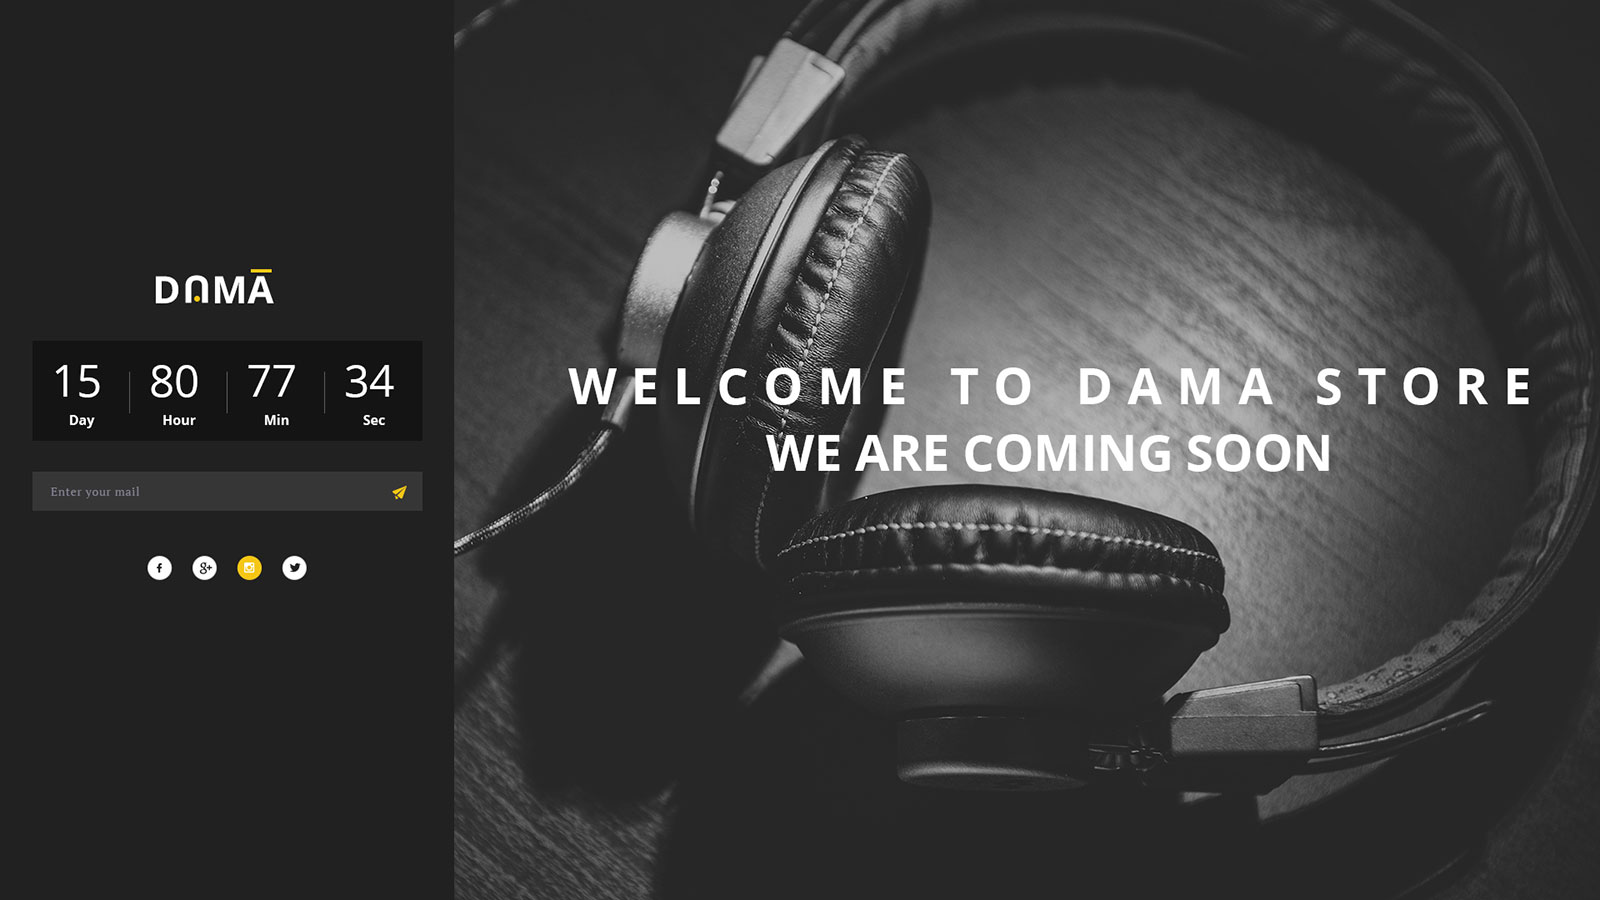 DAMA
15 80 77 34
Day Hour Min Sec
Enter your mail
WELCOME TO DAMA STORE
WE ARE COMING SOON